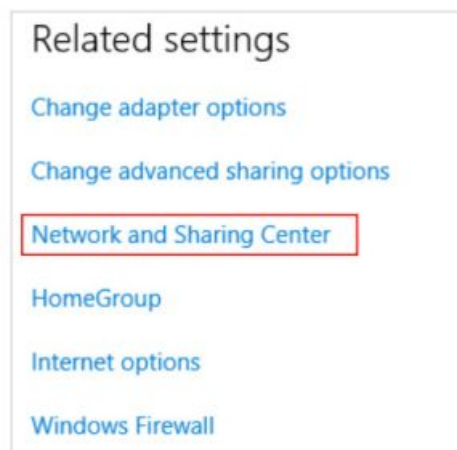 Related settings
Change adapter options
Change advanced sharing options
Network and Sharing Center
HomeGroup
Internet options
Windows Firewall